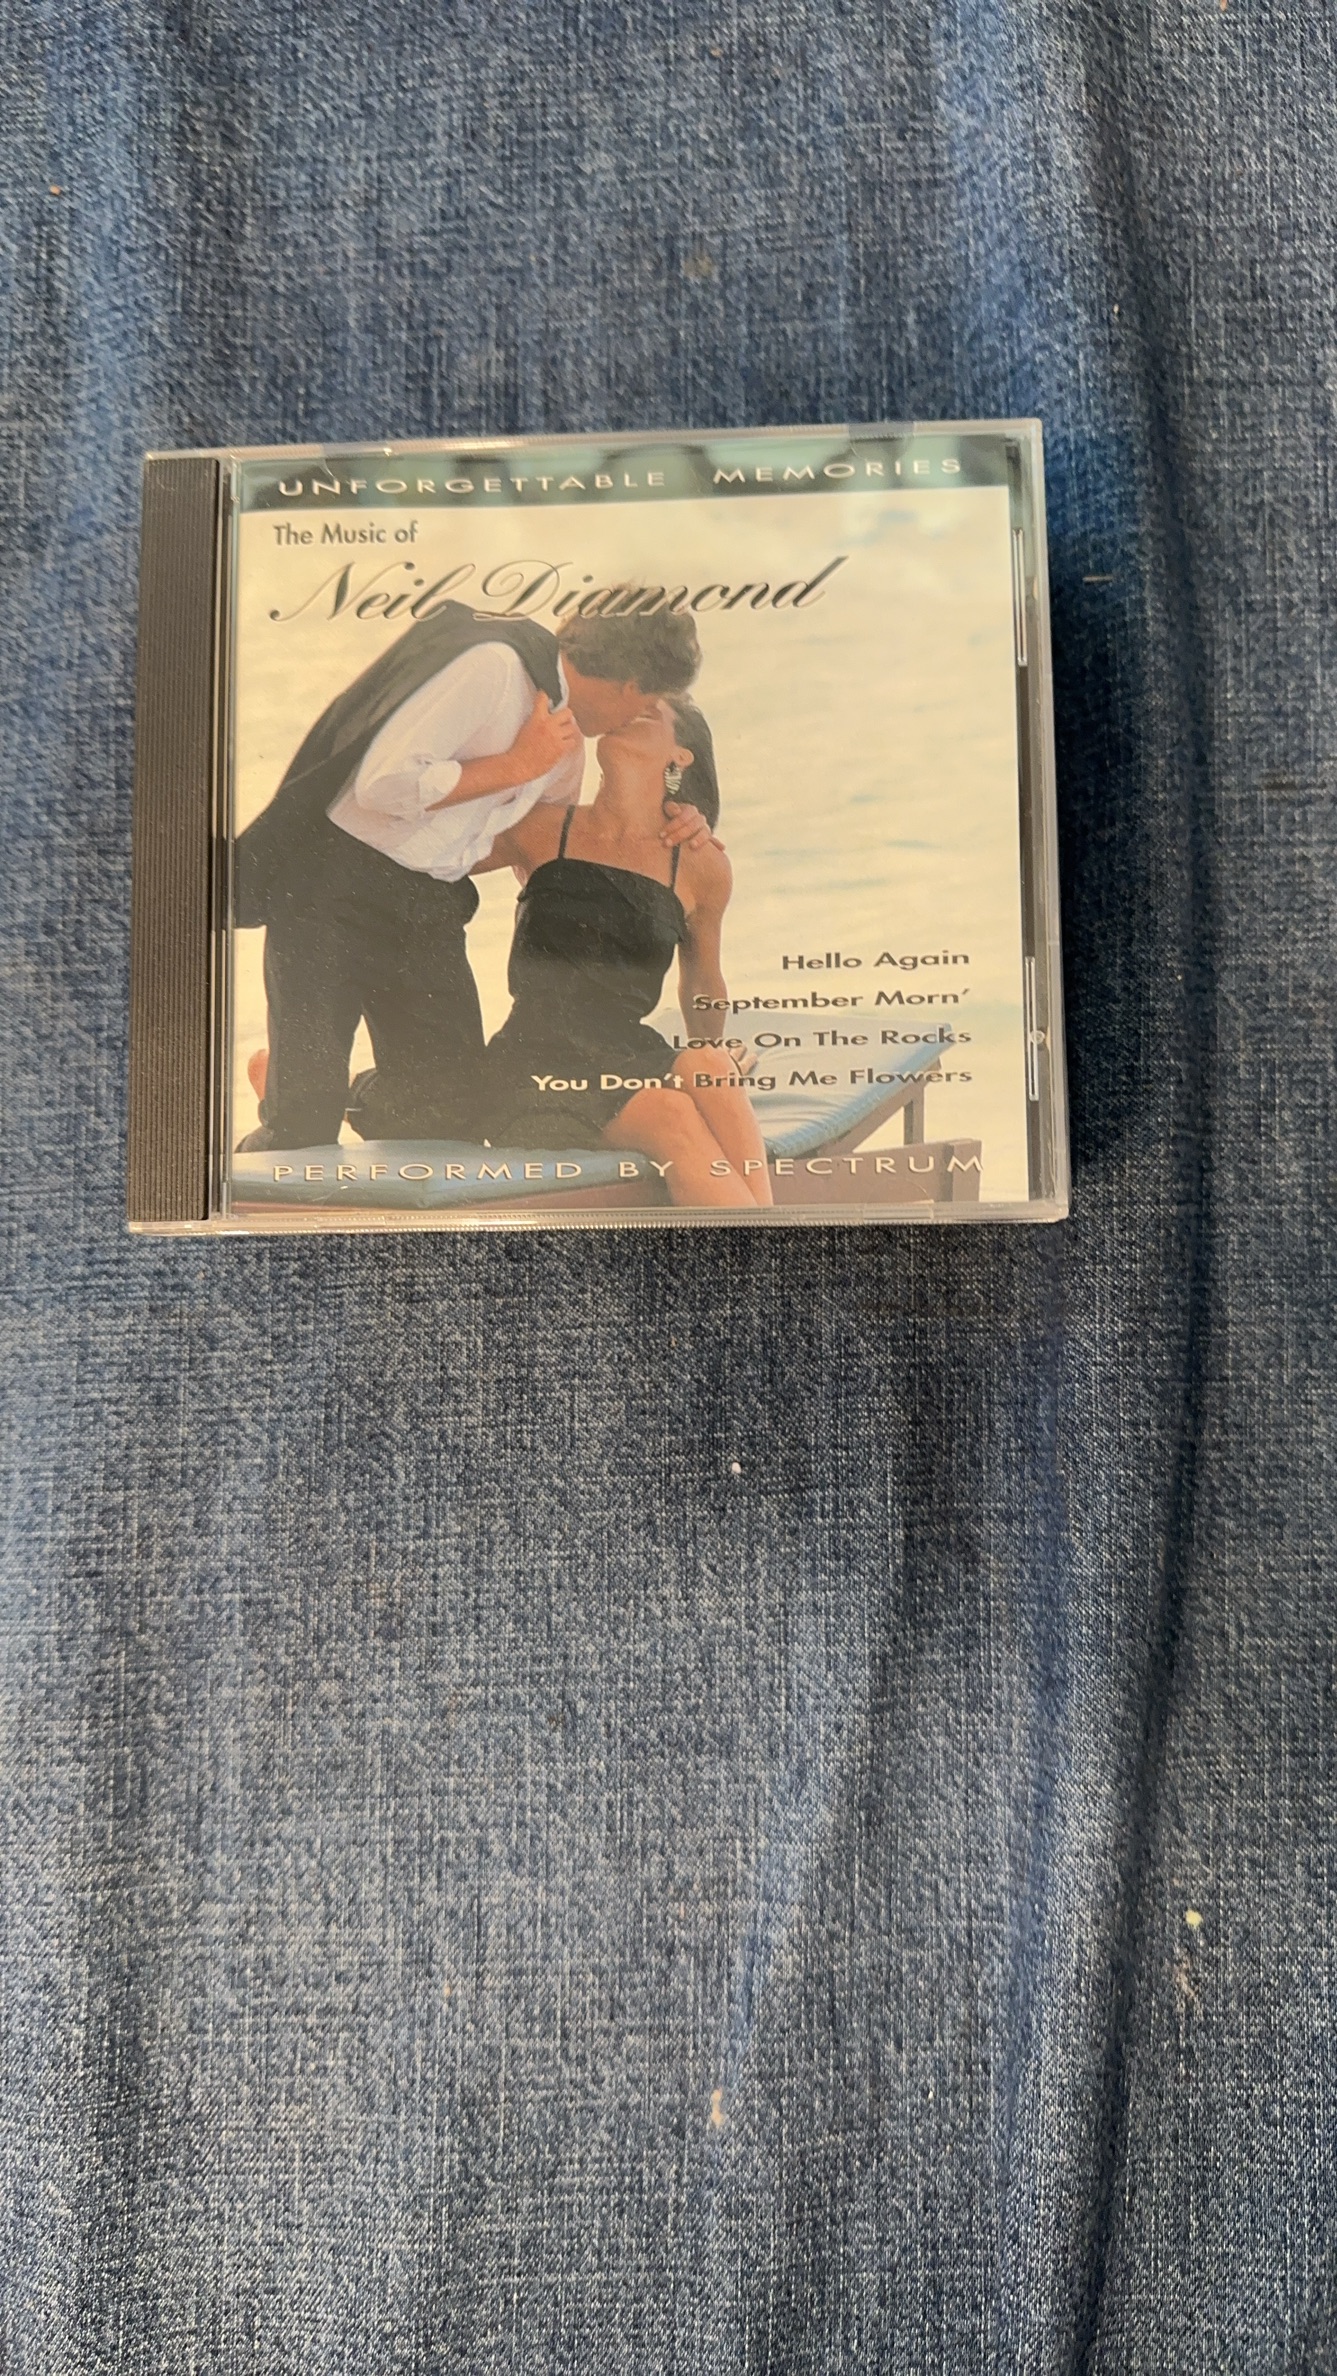 UNFORGETTABLE MEMORIES
The Music of
Neil Diamond
Hello Again
September Morn'
Love On The Rocks
You Don't Bring Me Flowers
PERFORMED BY SPECTRUM